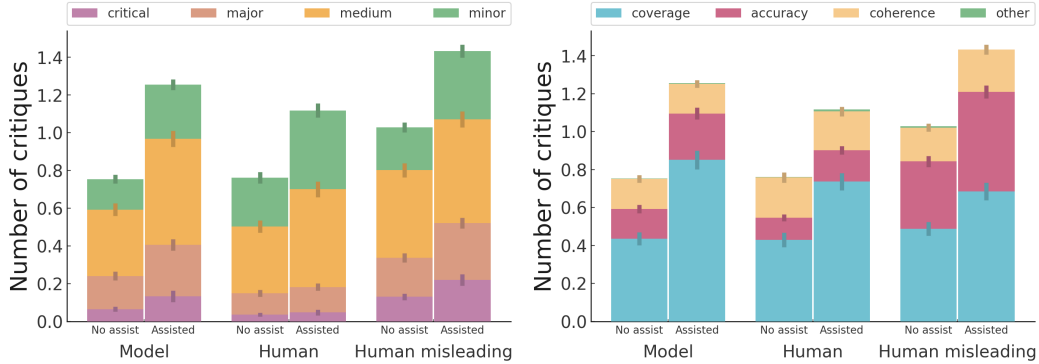 critical major medium minor
Number of critiques
1.4
1.2
1.0
0.8
0.6
0.4
0.2
0.0
No assist Assisted No assist Assisted No assist Assisted
Model Human Human misleading
coverage accuracy coherence other
Number of critiques
1.4
1.2
1.0
0.8
0.6
0.4
0.2
0.0
No assist Assisted No assist Assisted No assist Assisted
Model Human Human misleading